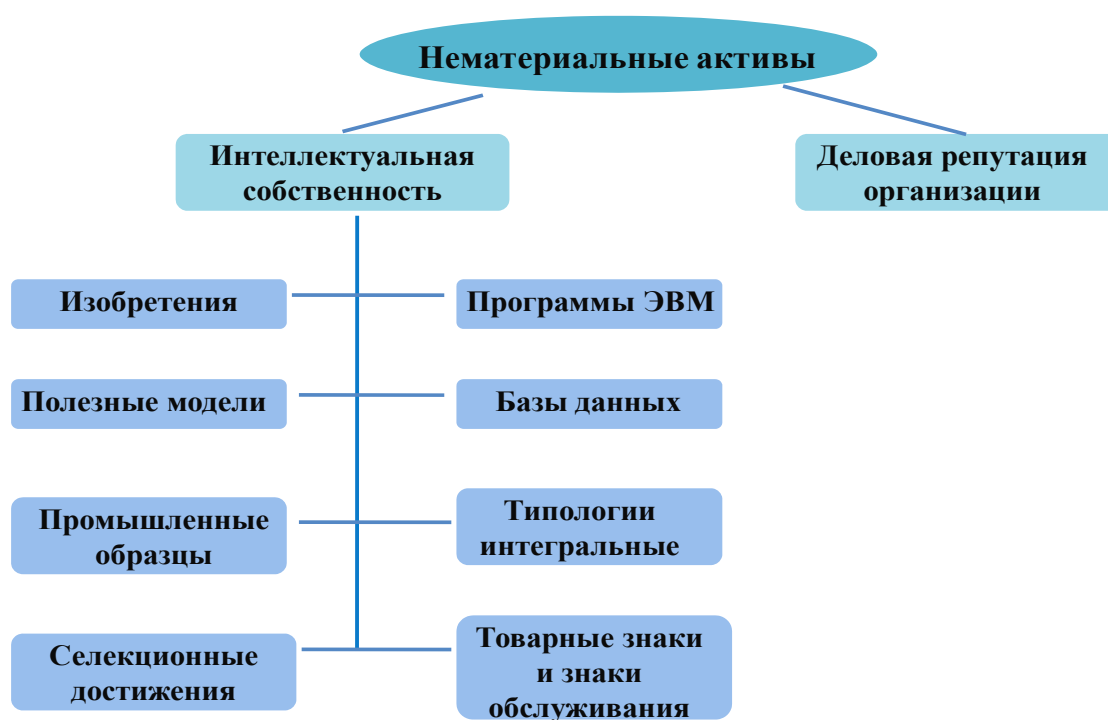 Нематериальные активы
Интеллектуальная
собственность
Деловая репутация
организации
Изобретения
Программы ЭВМ
Полезные модели
Базы данных
Промышленные
образцы
Типологии
интегральные
Селекционные
достижения
Товарные знаки
и знаки
обслуживания